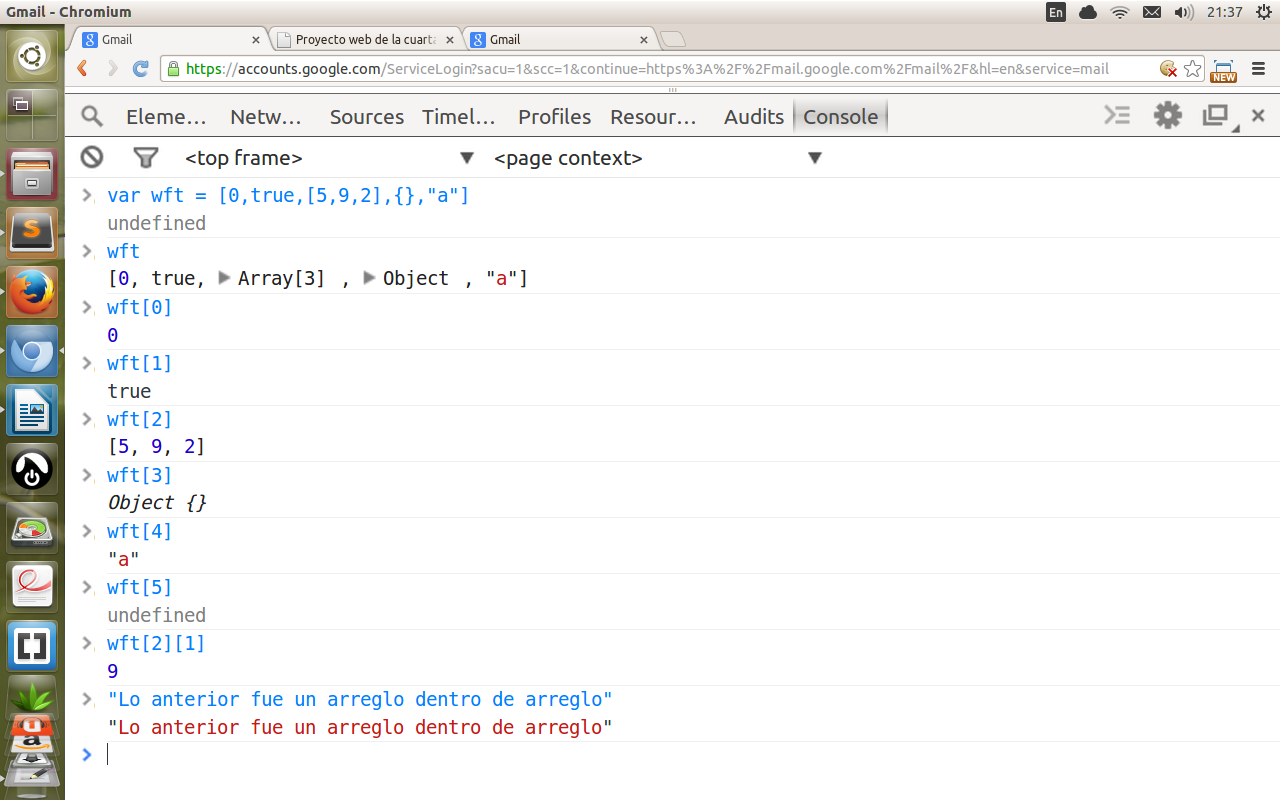 Gmail - Chromium
En
21:37
Gmail
Proyecto web de la cuarta
Gmail
https://accounts.google.com/ServiceLogin?sacu=1&scc=1&continue=https%3A%2F%2Fmail.google.com%2Fmail%2F&hl=en&service=mail
NEW
Eleme… Netw… Sources Timel… Profiles Resour… Audits Console
<top frame> <page context>
var wft = [0,true,[5,9,2],{},"a"]
undefined
wft
[0, true, Array[3] , Object , "a"]
wft[0]
0
wft[1]
true
wft[2]
[5, 9, 2]
wft[3]
Object {}
wft[4]
"a"
wft[5]
undefined
wft[2][1]
9
"Lo anterior fue un arreglo dentro de arreglo"
"Lo anterior fue un arreglo dentro de arreglo"